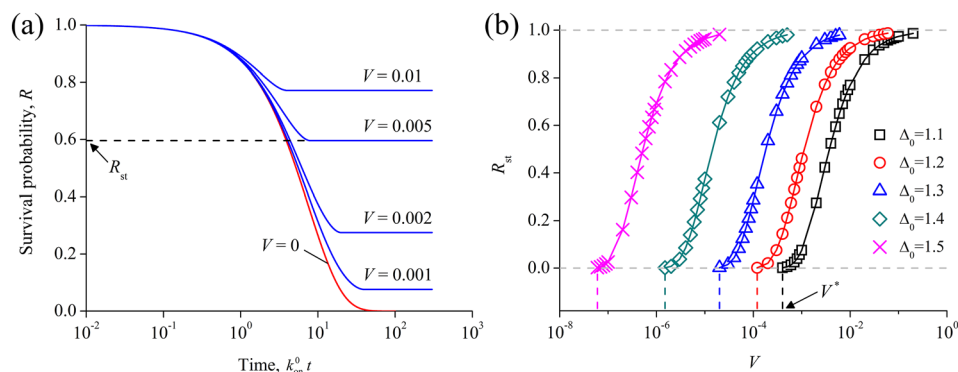 (a)
Survival probability, R
1.0
0.8
0.6
0.4
0.2
0.0
V = 0.01
V = 0.005
R_st
V = 0.002
V = 0
V = 0.001
10^-2
10^-1
10^0
10^1
10^2
10^3
Time, k_on^0 t
(b)
R_st
1.0
0.8
0.6
0.4
0.2
0.0
Δ_0=1.1
Δ_0=1.2
Δ_0=1.3
Δ_0=1.4
Δ_0=1.5
V^*
10^-8
10^-6
10^-4
10^-2
10^0
V